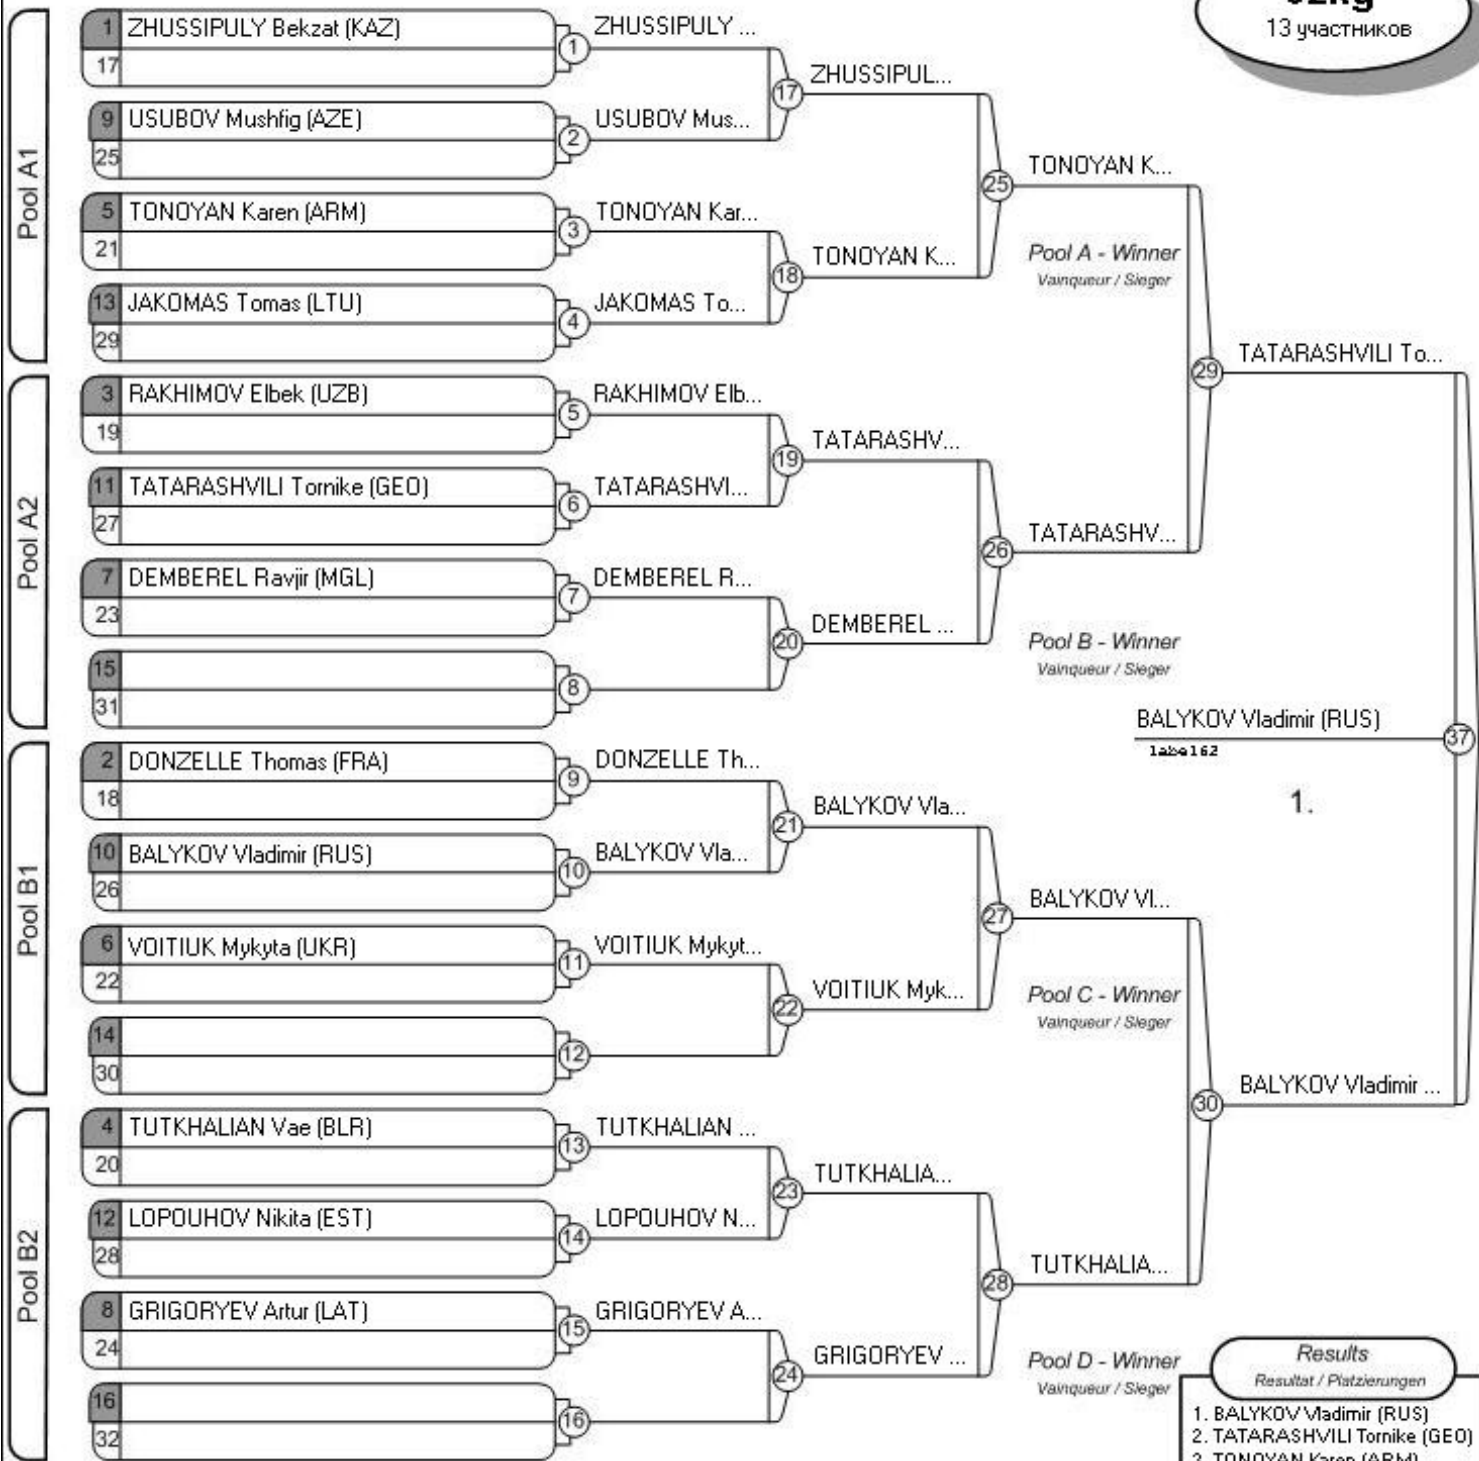 13 участников
Pool A1
1 ZHUSSIPULY Bekzat (KAZ)
17
1
ZHUSSIPULY ...
9 USUBOV Mushfig (AZE)
25
2
USUBOV Mus...
17
ZHUSSIPUL...
5 TONOYAN Karen (ARM)
21
3
TONOYAN Kar...
13 JAKOMAS Tomas (LTU)
29
4
JAKOMAS To...
18
TONOYAN K...
25
TONOYAN K...
Pool A - Winner
Vainqueur / Sieger
Pool A2
3 RAKHIMOV Elbek (UZB)
19
5
RAKHIMOV Elb...
11 TATARASHVILI Tornike (GEO)
27
6
TATARASHVI...
19
TATARASHV...
7 DEMBEREL Ravjir (MGL)
23
7
DEMBEREL R...
15
31
8
20
DEMBEREL ...
26
TATARASHV...
Pool B - Winner
Vainqueur / Sieger
29
TATARASHVILI To...
Pool B1
2 DONZELLE Thomas (FRA)
18
9
DONZELLE Th...
10 BALYKOV Vladimir (RUS)
26
10
BALYKOV Vla...
21
BALYKOV Vla...
6 VOITIUK Mykyta (UKR)
22
11
VOITIUK Mykyt...
14
30
12
22
VOITIUK Myk...
27
BALYKOV Vl...
Pool C - Winner
Vainqueur / Sieger
Pool B2
4 TUTKHALIAN Vae (BLR)
20
13
TUTKHALIAN ...
12 LOPOUHOV Nikita (EST)
28
14
LOPOUHOV N...
23
TUTKHALIA...
8 GRIGORYEV Artur (LAT)
24
15
GRIGORYEV A...
16
32
16
24
GRIGORYEV ...
28
TUTKHALIA...
Pool D - Winner
Vainqueur / Sieger
30
BALYKOV Vladimir ...
BALYKOV Vladimir (RUS)
37
label62
1.
Results
Resultat / Platzierungen
1. BALYKOV Vladimir (RUS)
2. TATARASHVILI Tornike (GEO)
TONOYAN Karen (ARM)